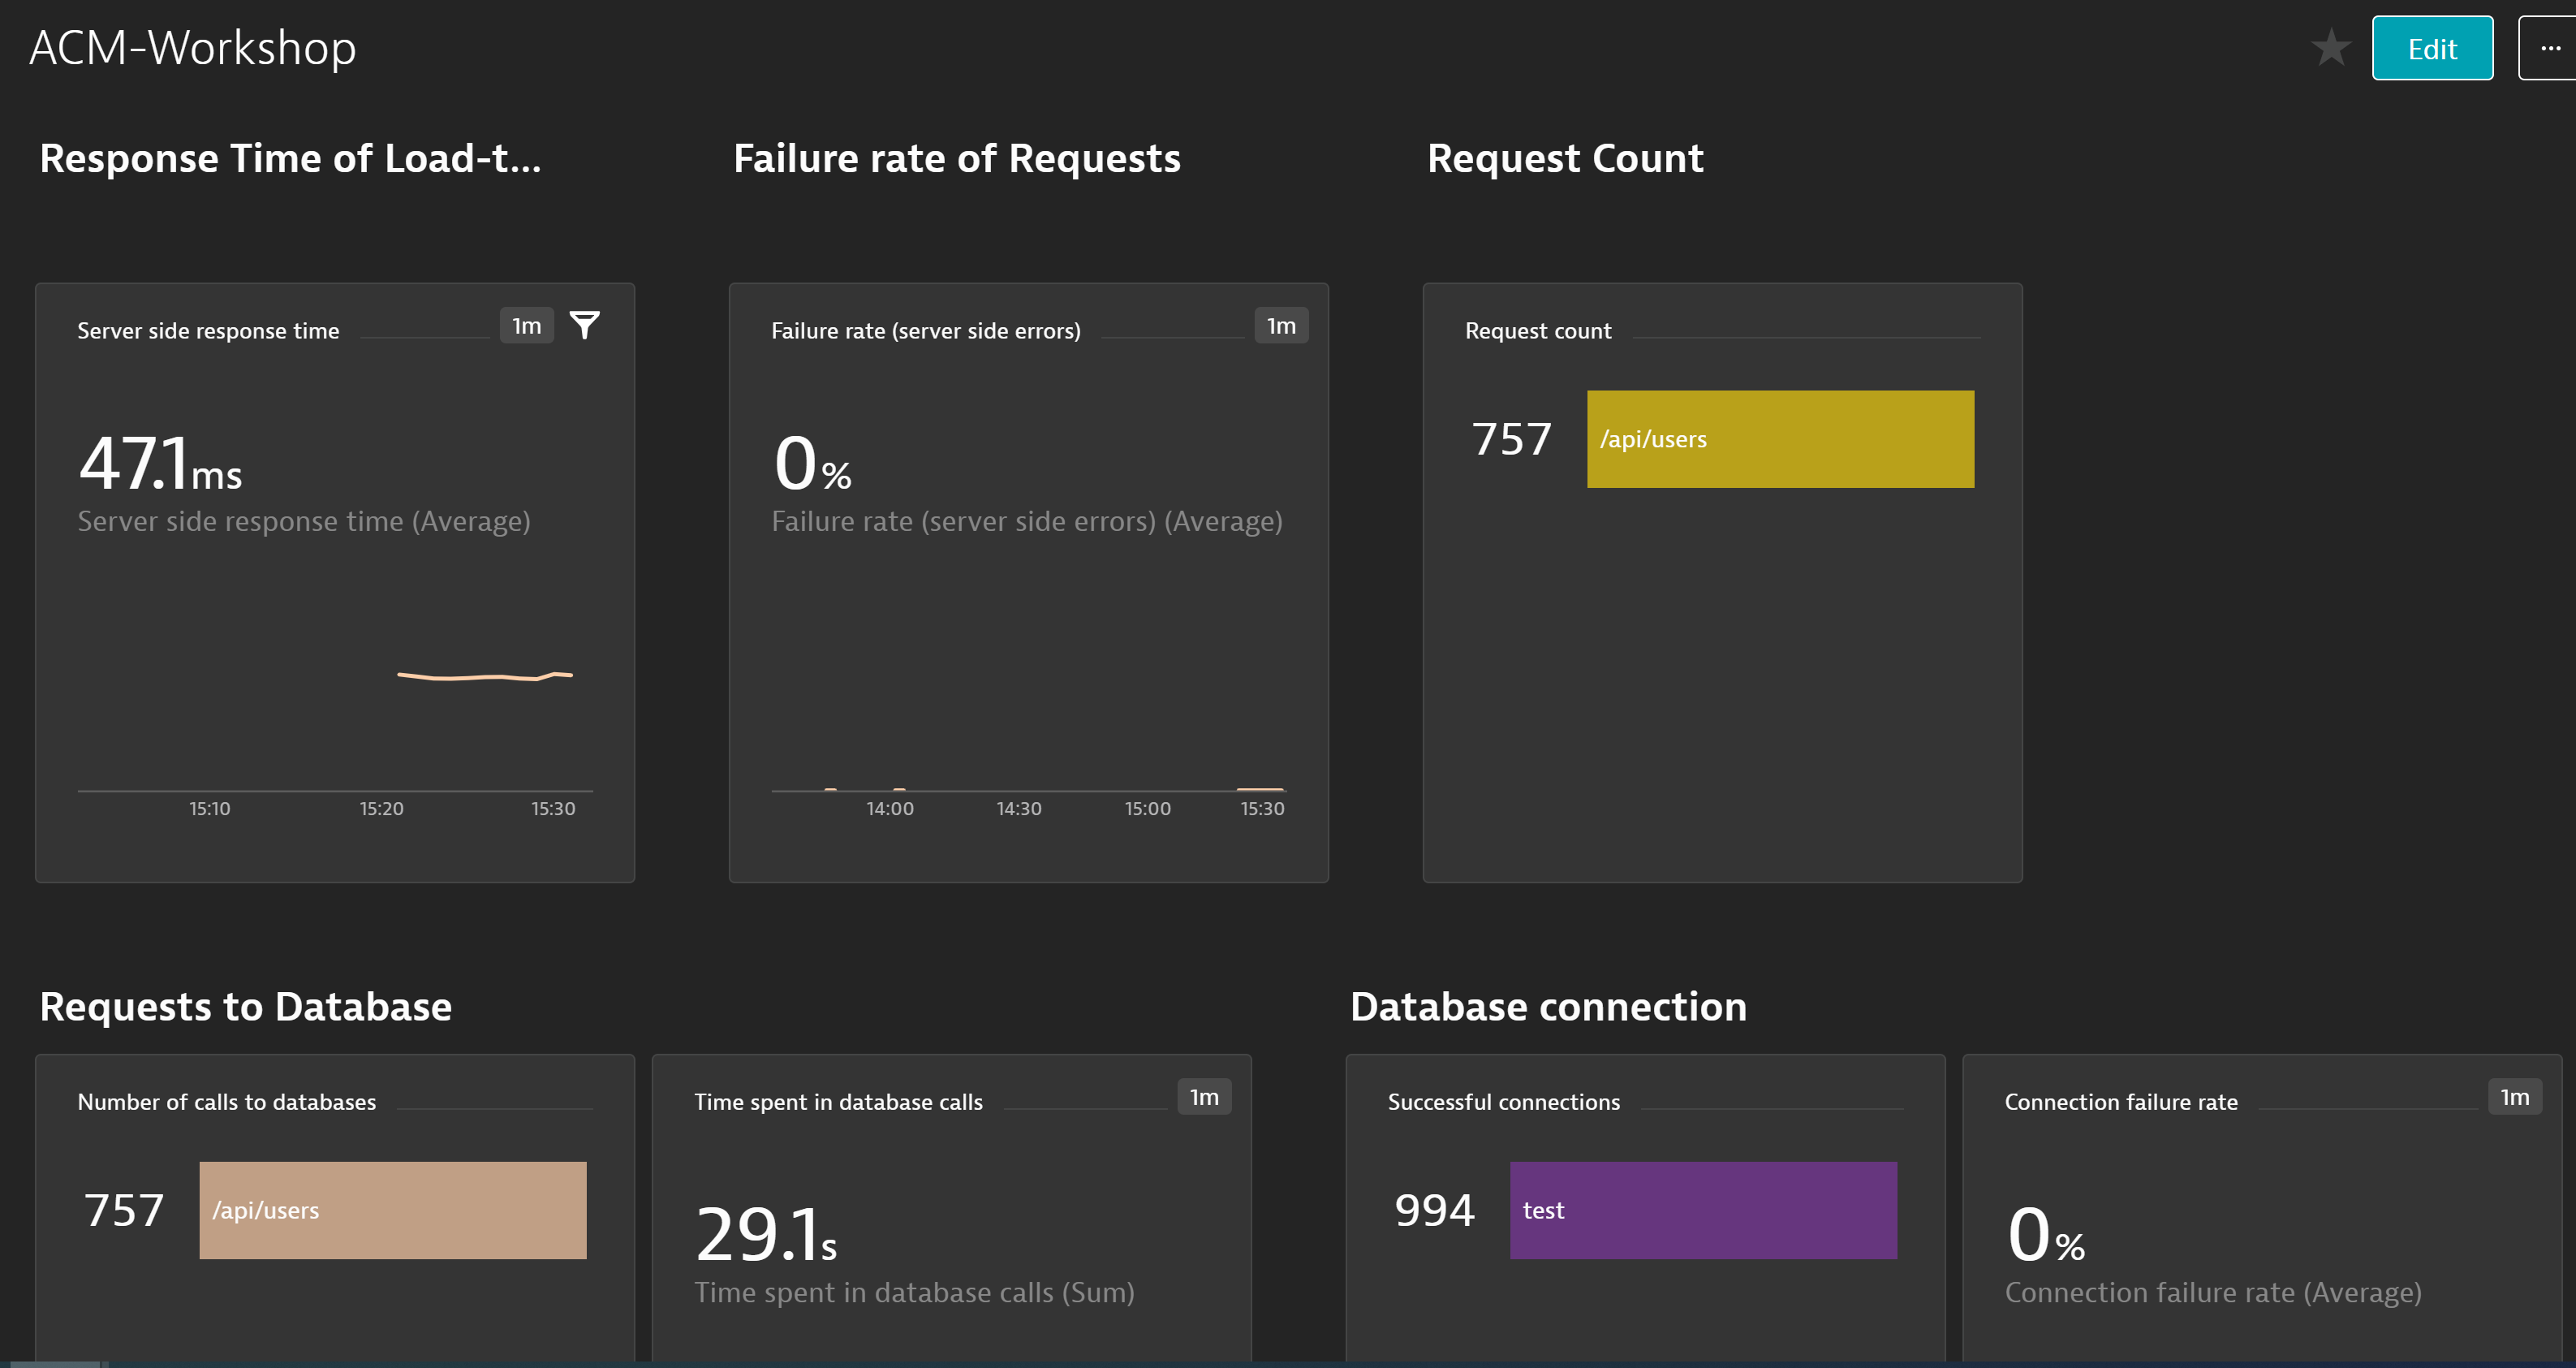 ACM-Workshop
Edit
...
Response Time of Load-t...
Failure rate of Requests
Request Count
Server side response time
1m
47.1ms
Server side response time (Average)
15:10 15:20 15:30
Failure rate (server side errors)
1m
0%
Failure rate (server side errors) (Average)
14:00 14:30 15:00 15:30
Request count
757 /api/users
Requests to Database
Database connection
Number of calls to databases
757 /api/users
Time spent in database calls
1m
29.1s
Time spent in database calls (Sum)
Successful connections
994 test
Connection failure rate
1m
0%
Connection failure rate (Average)